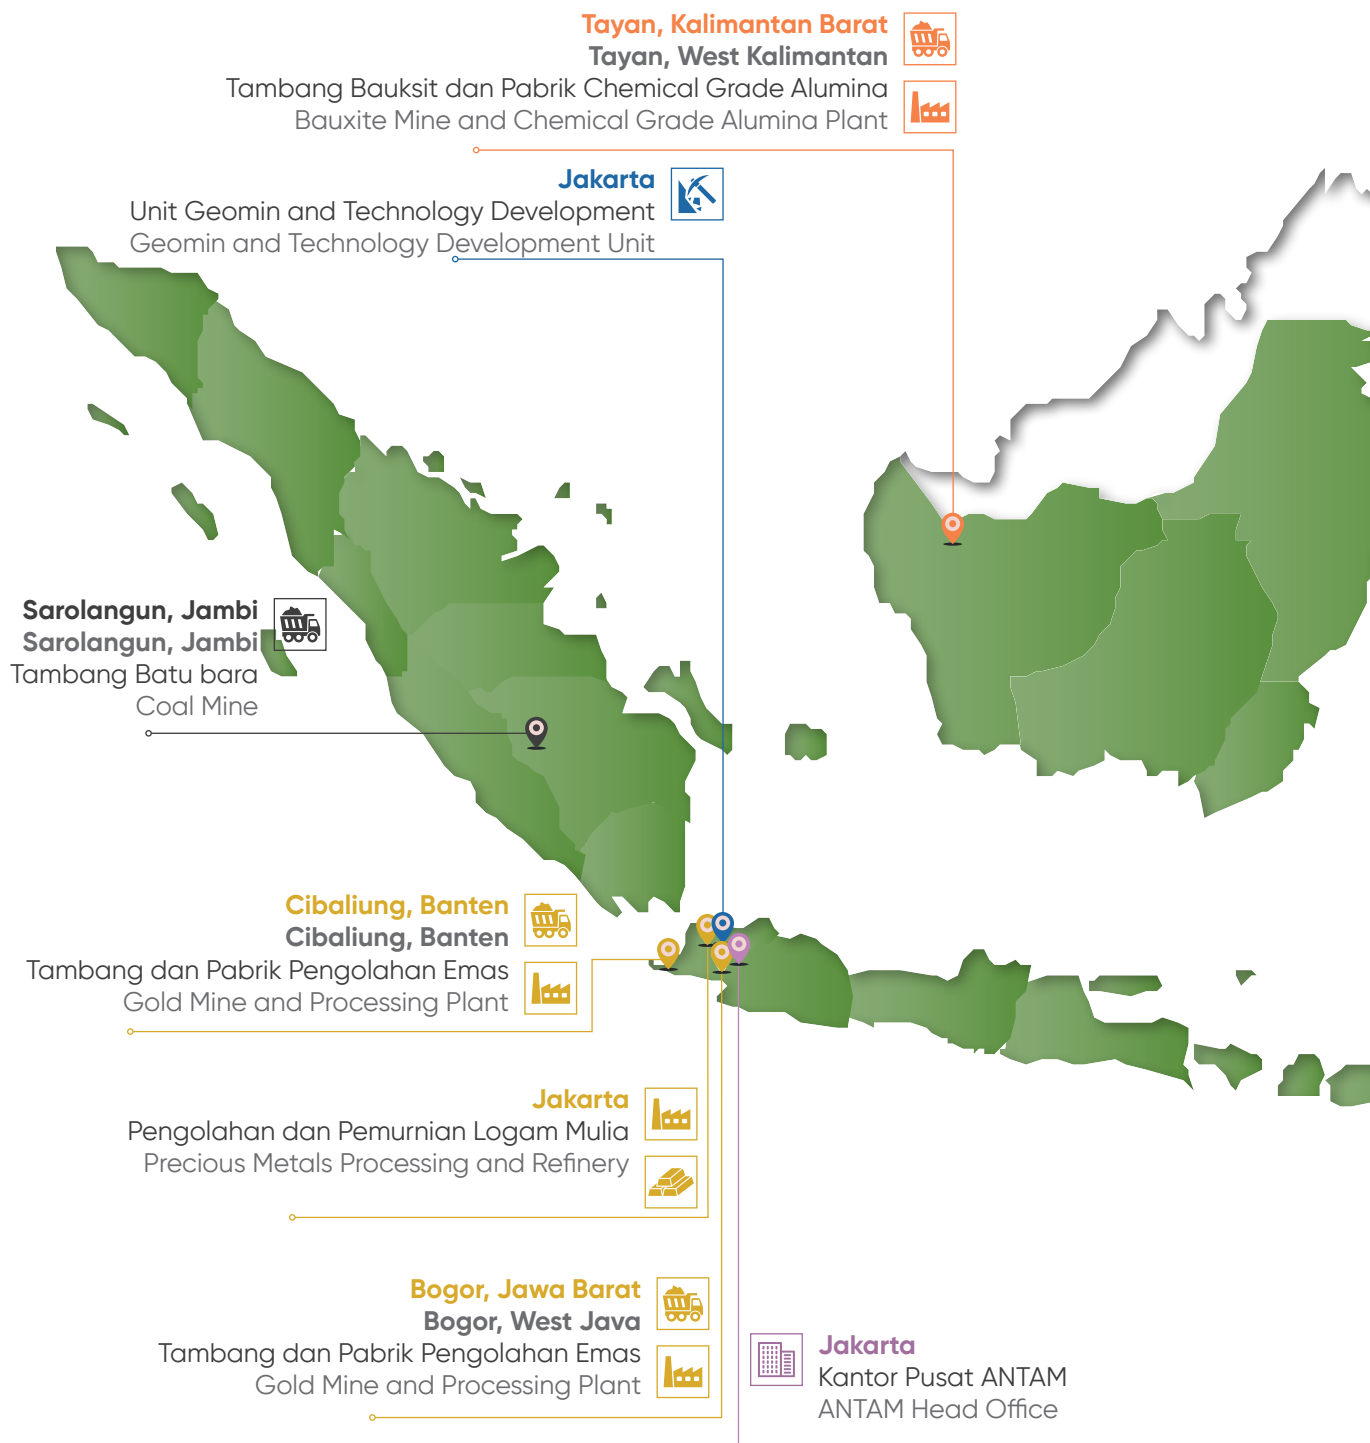 Tayan, Kalimantan Barat
Tayan, West Kalimantan
Tambang Bauksit dan Pabrik Chemical Grade Alumina
Bauxite Mine and Chemical Grade Alumina Plant
Jakarta
Unit Geomin and Technology Development
Geomin and Technology Development Unit
Sarolangun, Jambi
Sarolangun, Jambi
Tambang Batu bara
Coal Mine
Cibaliung, Banten
Cibaliung, Banten
Tambang dan Pabrik Pengolahan Emas
Gold Mine and Processing Plant
Jakarta
Pengolahan dan Pemurnian Logam Mulia
Precious Metals Processing and Refinery
Bogor, Jawa Barat
Bogor, West Java
Tambang dan Pabrik Pengolahan Emas
Gold Mine and Processing Plant
Jakarta
Kantor Pusat ANTAM
ANTAM Head Office